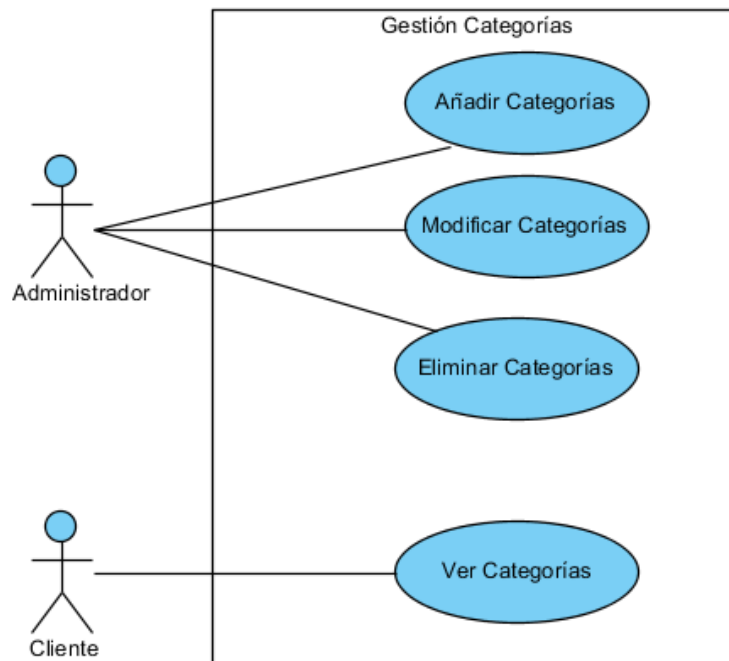 Gestión Categorías
Añadir Categorías
Modificar Categorías
Administrador
Eliminar Categorías
Ver Categorías
Cliente